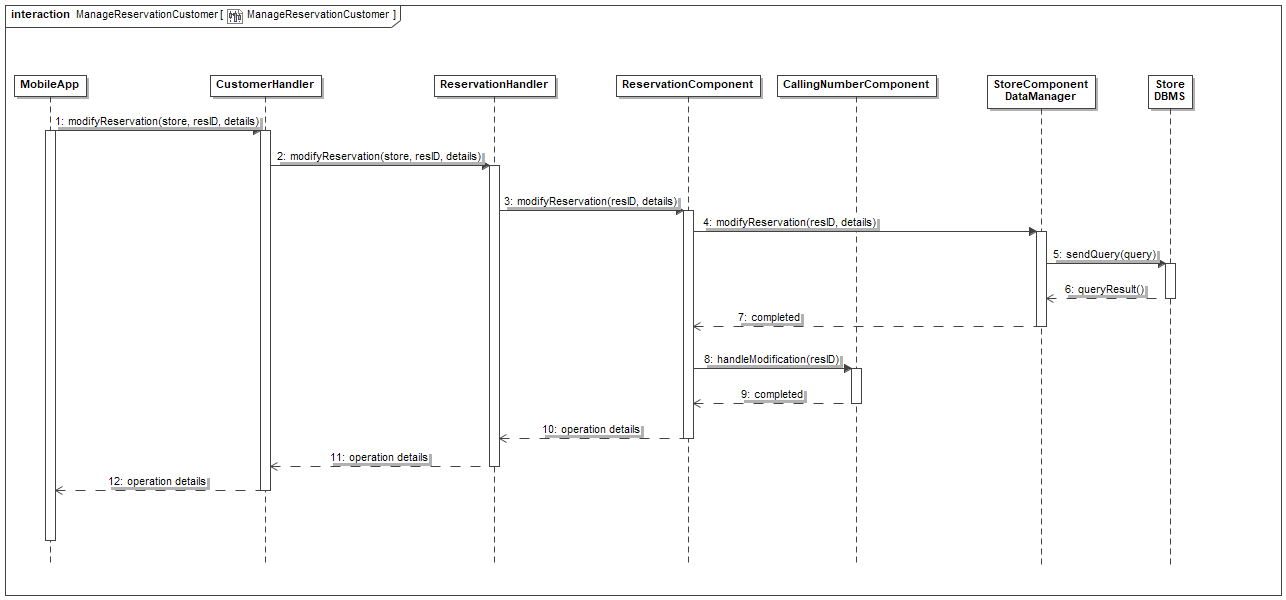 interaction ManageReservationCustomer [ ManageReservationCustomer ]
MobileApp
CustomerHandler
ReservationHandler
ReservationComponent
CallingNumberComponent
StoreComponent
DataManager
Store
DBMS
1: modifyReservation(store, resID, details)
2: modifyReservation(store, resID, details)
3: modifyReservation(resID, details)
4: modifyReservation(resID, details)
5: sendQuery(query)
6: queryResult()
7: completed
8: handleModification(resID)
9: completed
10: operation details
11: operation details
12: operation details